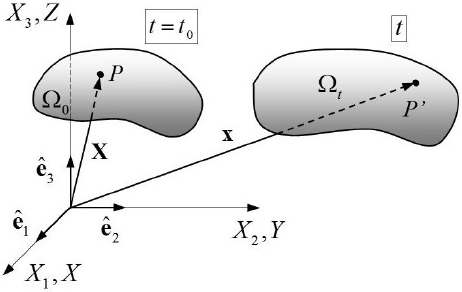 X₃, Z
t = t₀
t
P
Ω₀
Ωₜ
P’
X
x
ê₃
ê₁
ê₂
X₂, Y
X₁, X